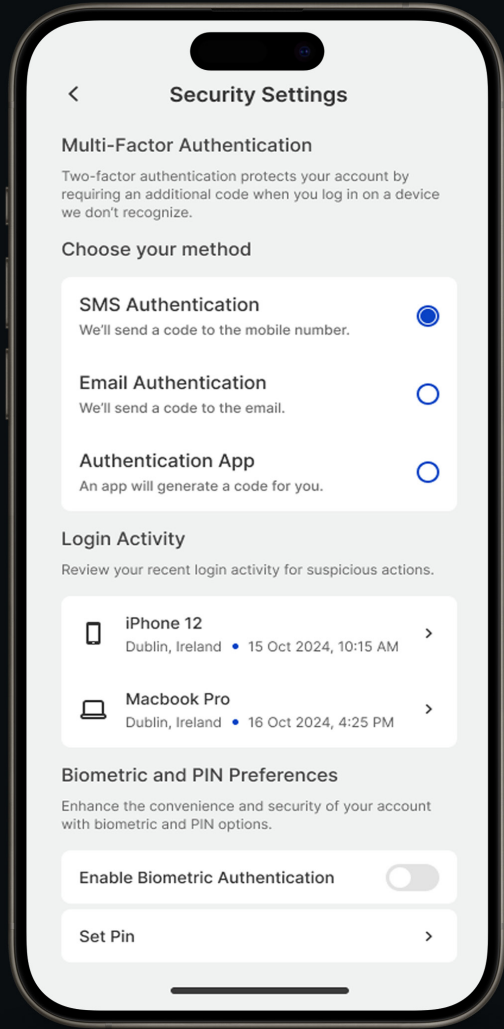 Security Settings
Multi-Factor Authentication
Two-factor authentication protects your account by
requiring an additional code when you log in on a device
we don't recognize.
Choose your method
SMS Authentication
We'll send a code to the mobile number.
Email Authentication
We'll send a code to the email.
Authentication App
An app will generate a code for you.
Login Activity
Review your recent login activity for suspicious actions.
iPhone 12
Dublin, Ireland • 15 Oct 2024, 10:15 AM
Macbook Pro
Dublin, Ireland • 16 Oct 2024, 4:25 PM
Biometric and PIN Preferences
Enhance the convenience and security of your account
with biometric and PIN options.
Enable Biometric Authentication
Set Pin